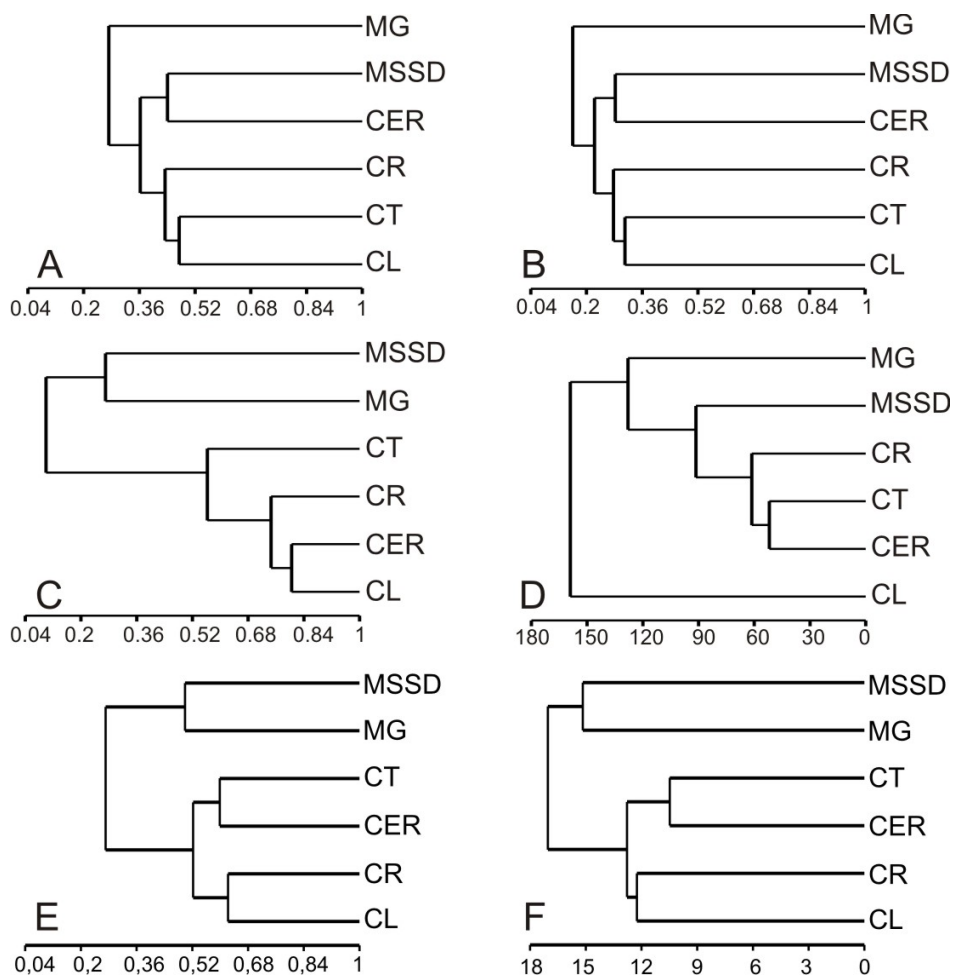 MG
MSSD
CER
CR
CT
CL
A
0.04 0.2 0.36 0.52 0.68 0.84 1
MG
MSSD
CER
CR
CT
CL
B
0.04 0.2 0.36 0.52 0.68 0.84 1
MSSD
MG
CT
CR
CER
CL
C
0.04 0.2 0.36 0.52 0.68 0.84 1
MG
MSSD
CR
CT
CER
CL
D
180 150 120 90 60 30 0
MSSD
MG
CT
CER
CR
CL
E
0,04 0,2 0,36 0,52 0,68 0,84 1
MSSD
MG
CT
CER
CR
CL
F
18 15 12 9 6 3 0